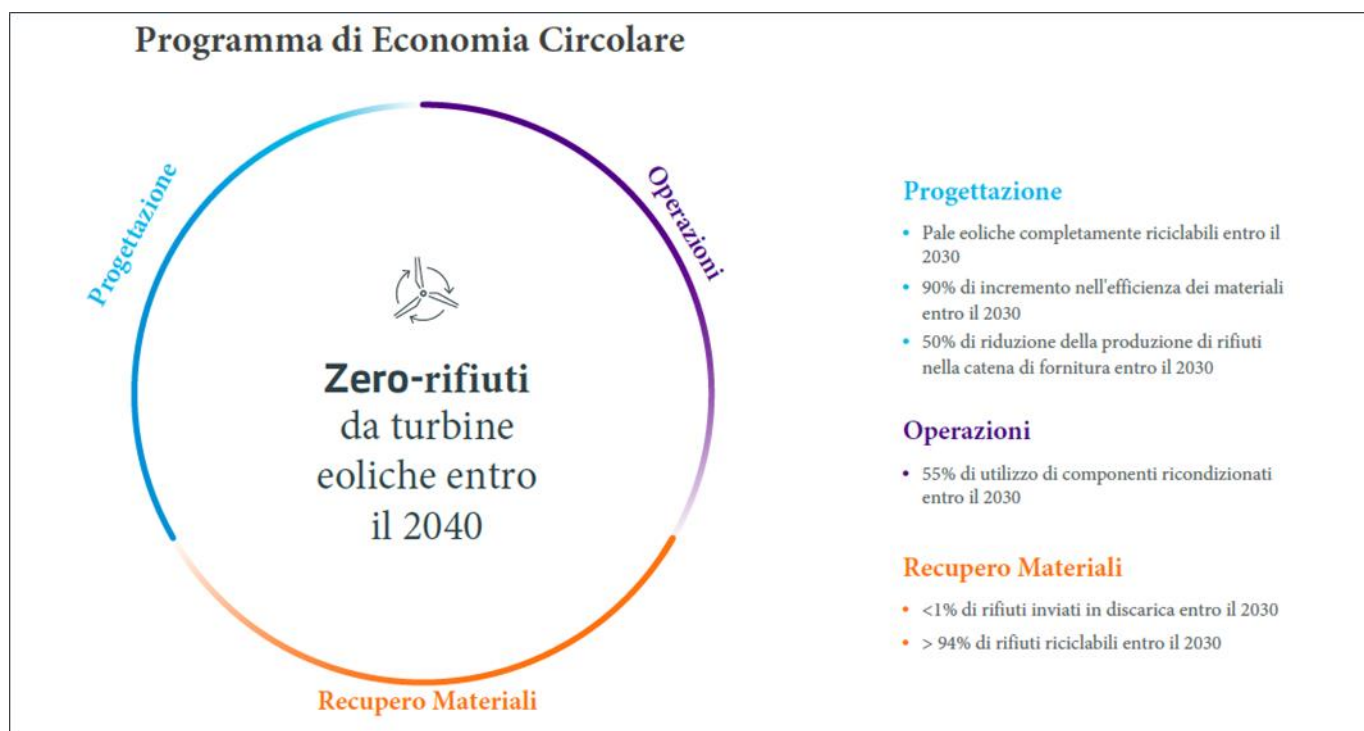 Programma di Economia Circolare
Progettazione
Operazioni
Zero-rifiuti
da turbine
eoliche entro
il 2040
Recupero Materiali
Progettazione
• Pale eoliche completamente riciclabili entro il
2030
• 90% di incremento nell'efficienza dei materiali
entro il 2030
• 50% di riduzione della produzione di rifiuti
nella catena di fornitura entro il 2030
Operazioni
• 55% di utilizzo di componenti ricondizionati
entro il 2030
Recupero Materiali
• <1% di rifiuti inviati in discarica entro il 2030
• > 94% di rifiuti riciclabili entro il 2030